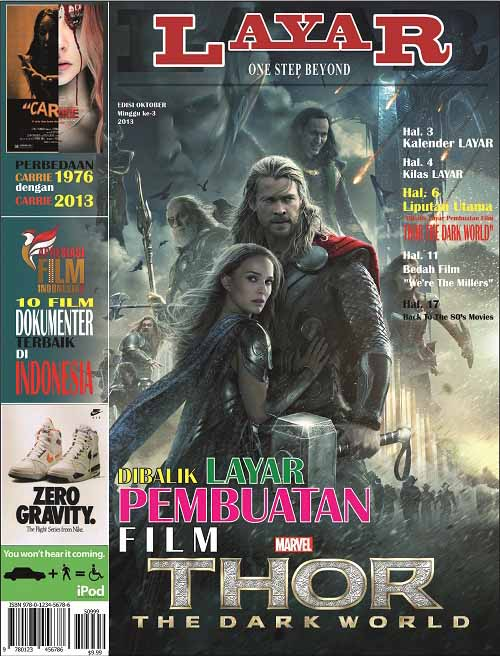 LAYAR
ONE STEP BEYOND
EDISI OKTOBER
Minggu ke-3
2013
Hal. 3
Kalender LAYAR
Hal. 4
Kilas LAYAR
Hal. 6
Liputan Utama
"Dibalik Layar Pembuatan Film
THOR THE DARK WORLD"
Hal. 11
Bedah Film
"We're The Millers"
Hal. 17
Back To The 80's Movies
"CARRIE
PERBEDAAN
CARRIE 1976
dengan
CARRIE 2013
APRESIASI
FILM
INDONESIA
10 FILM
DOKUMENTER
TERBAIK
DI
INDONESIA
NIKE
AIR
ZERO
GRAVITY.
The Flight Series from Nike.
You won't hear it coming.
+ =
iPod
ISBN 978-0-1234-5678-6
50999
9 780123 456786
$9.99
DIBALIK LAYAR
PEMBUATAN
FILM
MARVEL
THOR
THE DARK WORLD